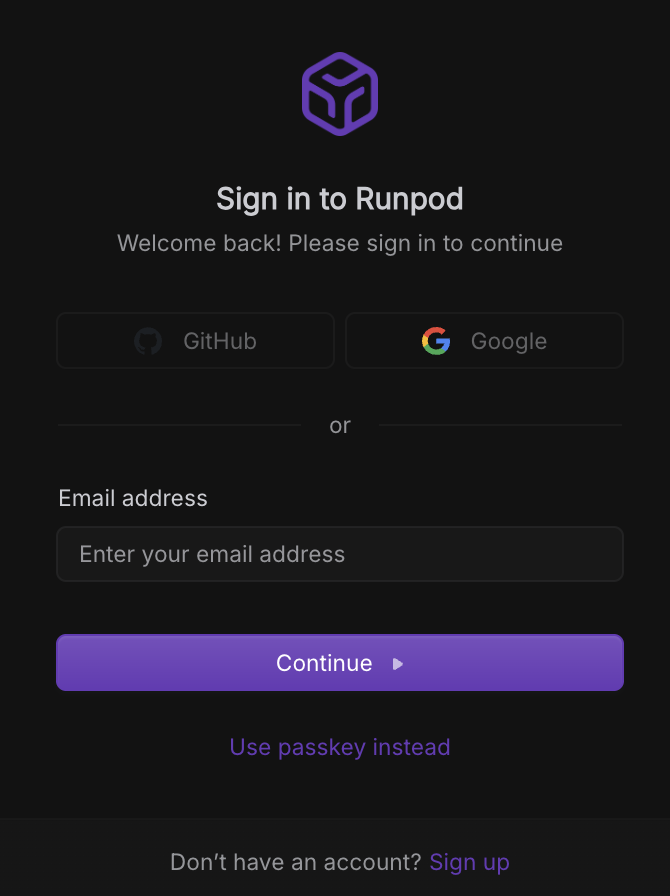 Sign in to Runpod
Welcome back! Please sign in to continue
GitHub
Google
or
Email address
Enter your email address
Continue
Use passkey instead
Don’t have an account? Sign up